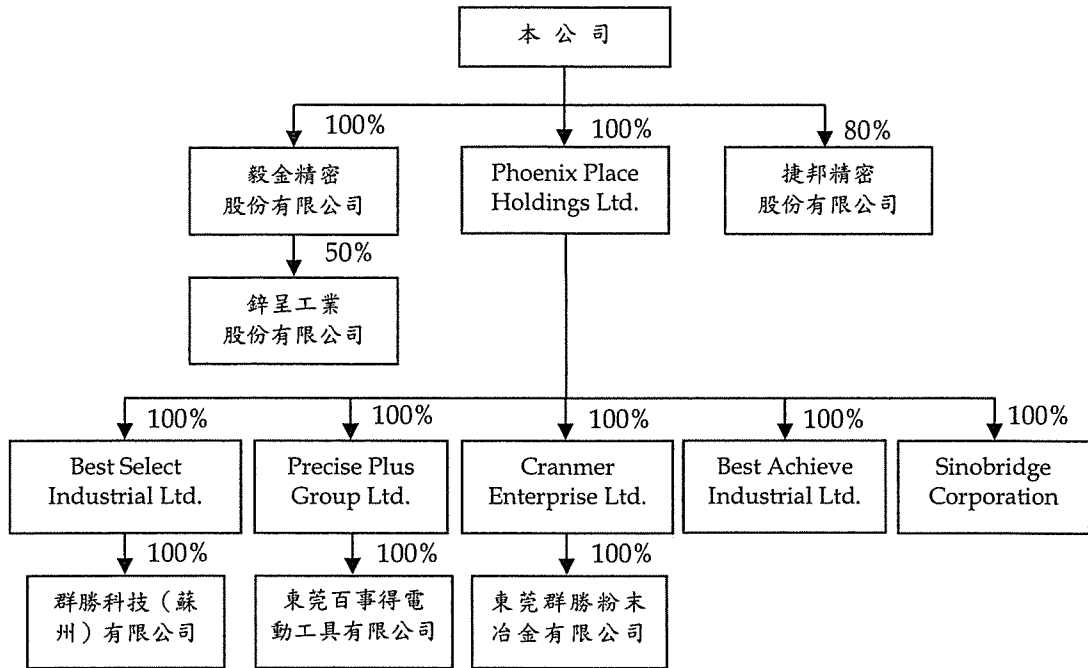 本公司
100%
100%
80%
毅金精密
股份有限公司
Phoenix Place
Holdings Ltd.
捷邦精密
股份有限公司
50%
鋅呈工業
股份有限公司
100%
100%
100%
100%
100%
Best Select
Industrial Ltd.
Precise Plus
Group Ltd.
Cranmer
Enterprise Ltd.
Best Achieve
Industrial Ltd.
Sinobridge
Corporation
100%
100%
100%
群勝科技（蘇
州）有限公司
東莞百事得電
動工具有限公司
東莞群勝粉末
冶金有限公司